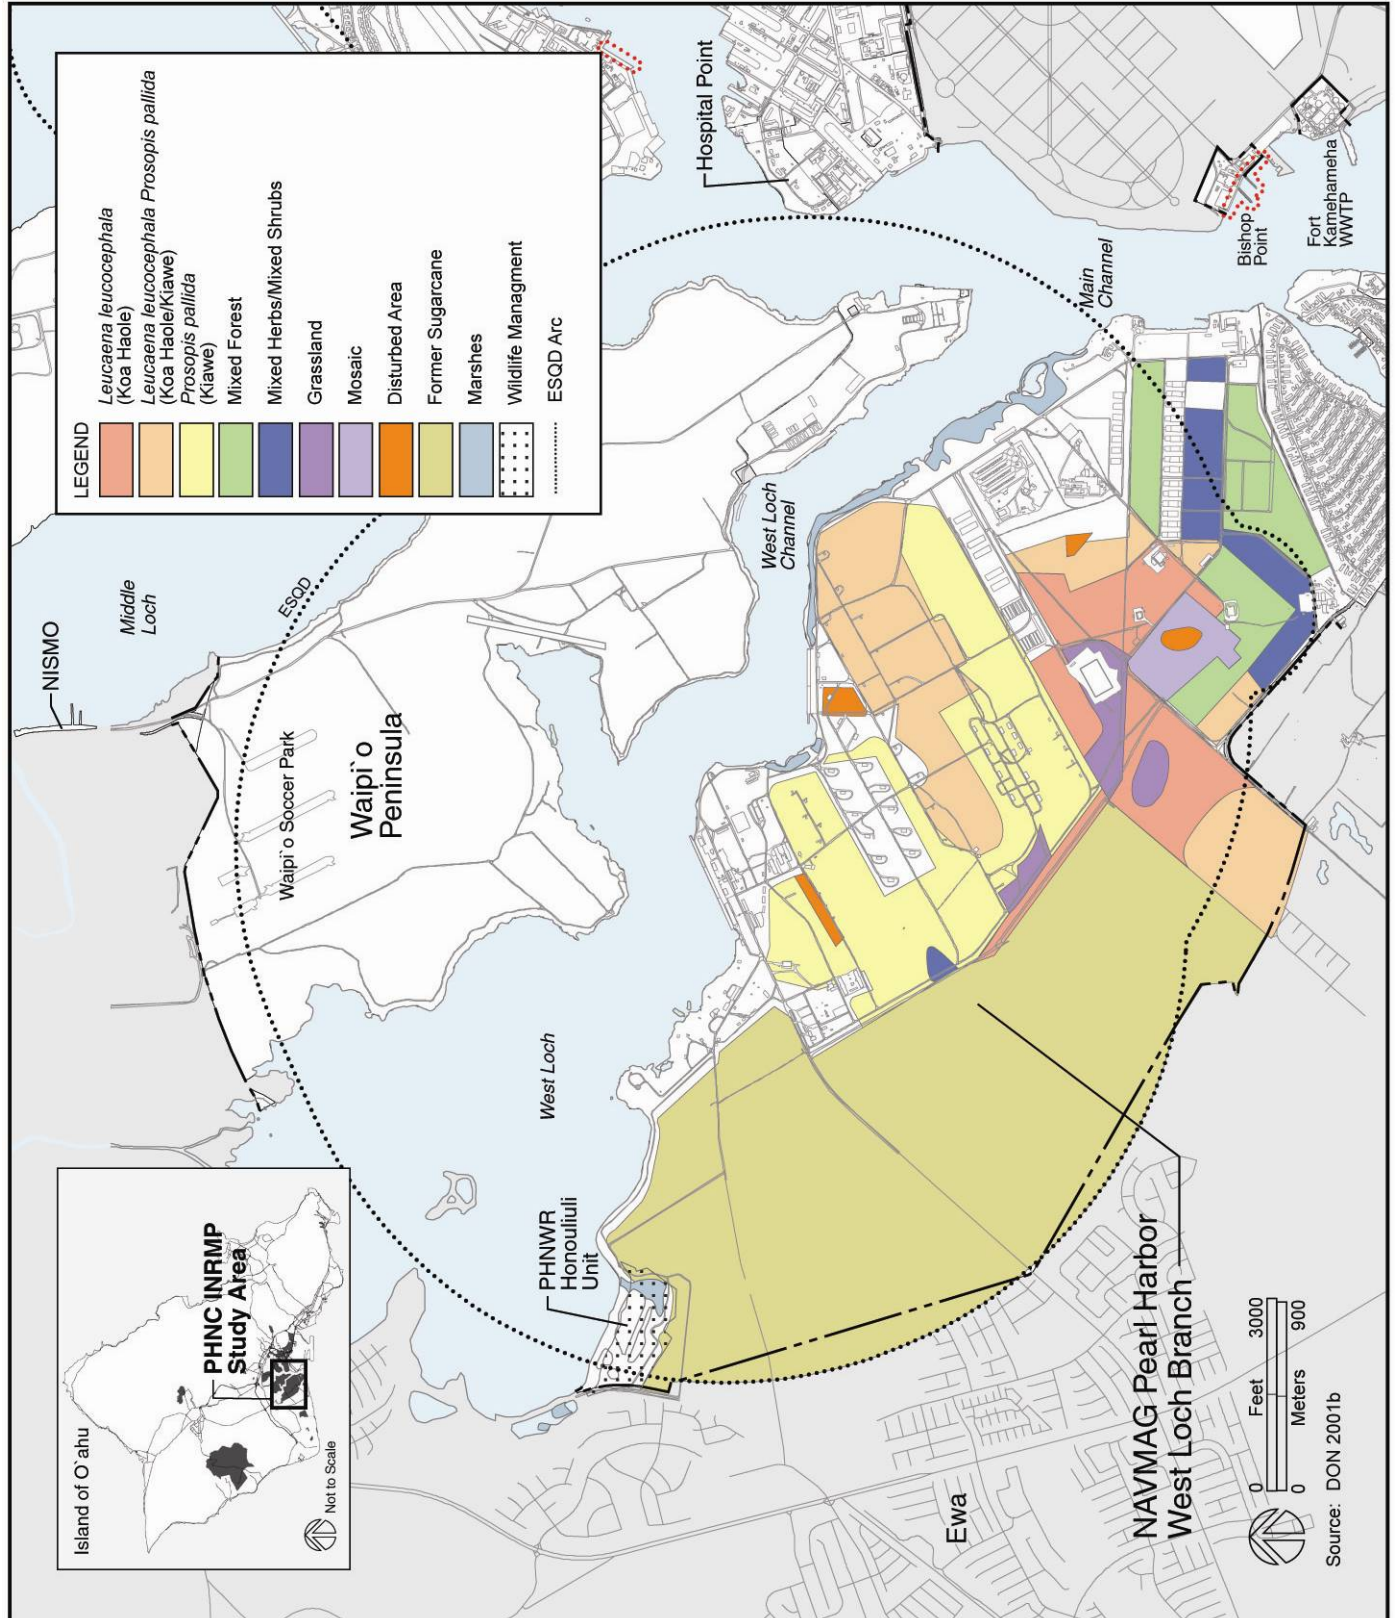 Island of O`ahu
PHNC INRMP
Study Area
Not to Scale
LEGEND
Leucaena leucocephala
(Koa Haole)
Leucaena leucocephala Prosopis pallida
(Koa Haole/Kiawe)
Prosopis pallida
(Kiawe)
Mixed Forest
Mixed Herbs/Mixed Shrubs
Grassland
Mosaic
Disturbed Area
Former Sugarcane
Marshes
Wildlife Managment
ESQD Arc
NISMO
Middle
Loch
ESQD
Waipi`o Soccer Park
Waipi`o
Peninsula
Hospital Point
West Loch
West Loch
Channel
Main
Channel
Bishop
Point
Fort
Kamehameha
WWTP
PHNWR
Honouliuli
Unit
Ewa
NAVMAG Pearl Harbor
West Loch Branch
0 Feet 3000
0 Meters 900
Source: DON 2001b